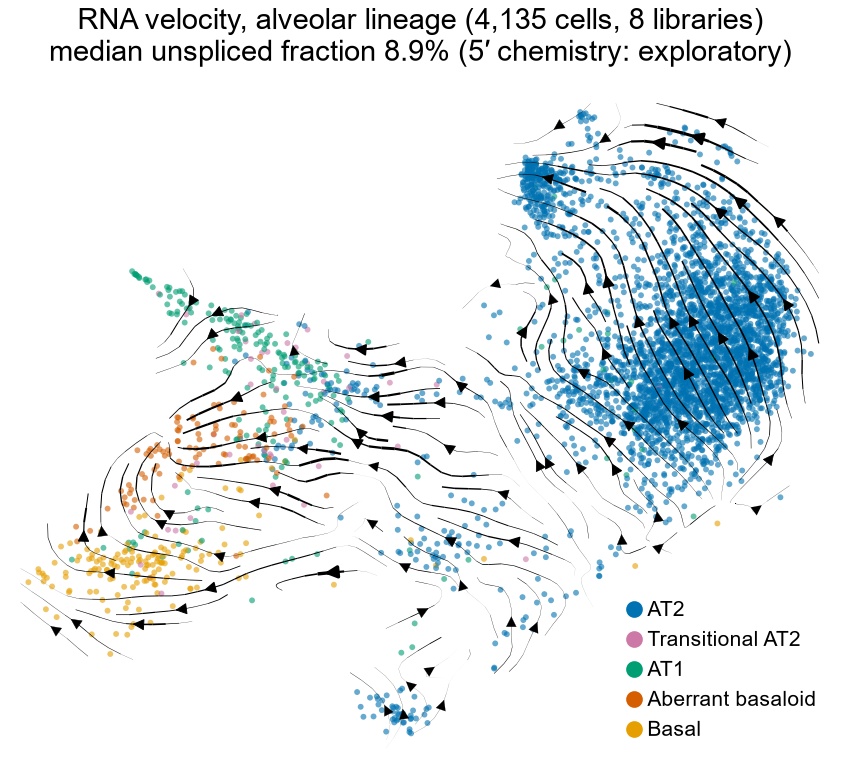 RNA velocity, alveolar lineage (4,135 cells, 8 libraries)
median unspliced fraction 8.9% (5′ chemistry: exploratory)
AT2
Transitional AT2
AT1
Aberrant basaloid
Basal